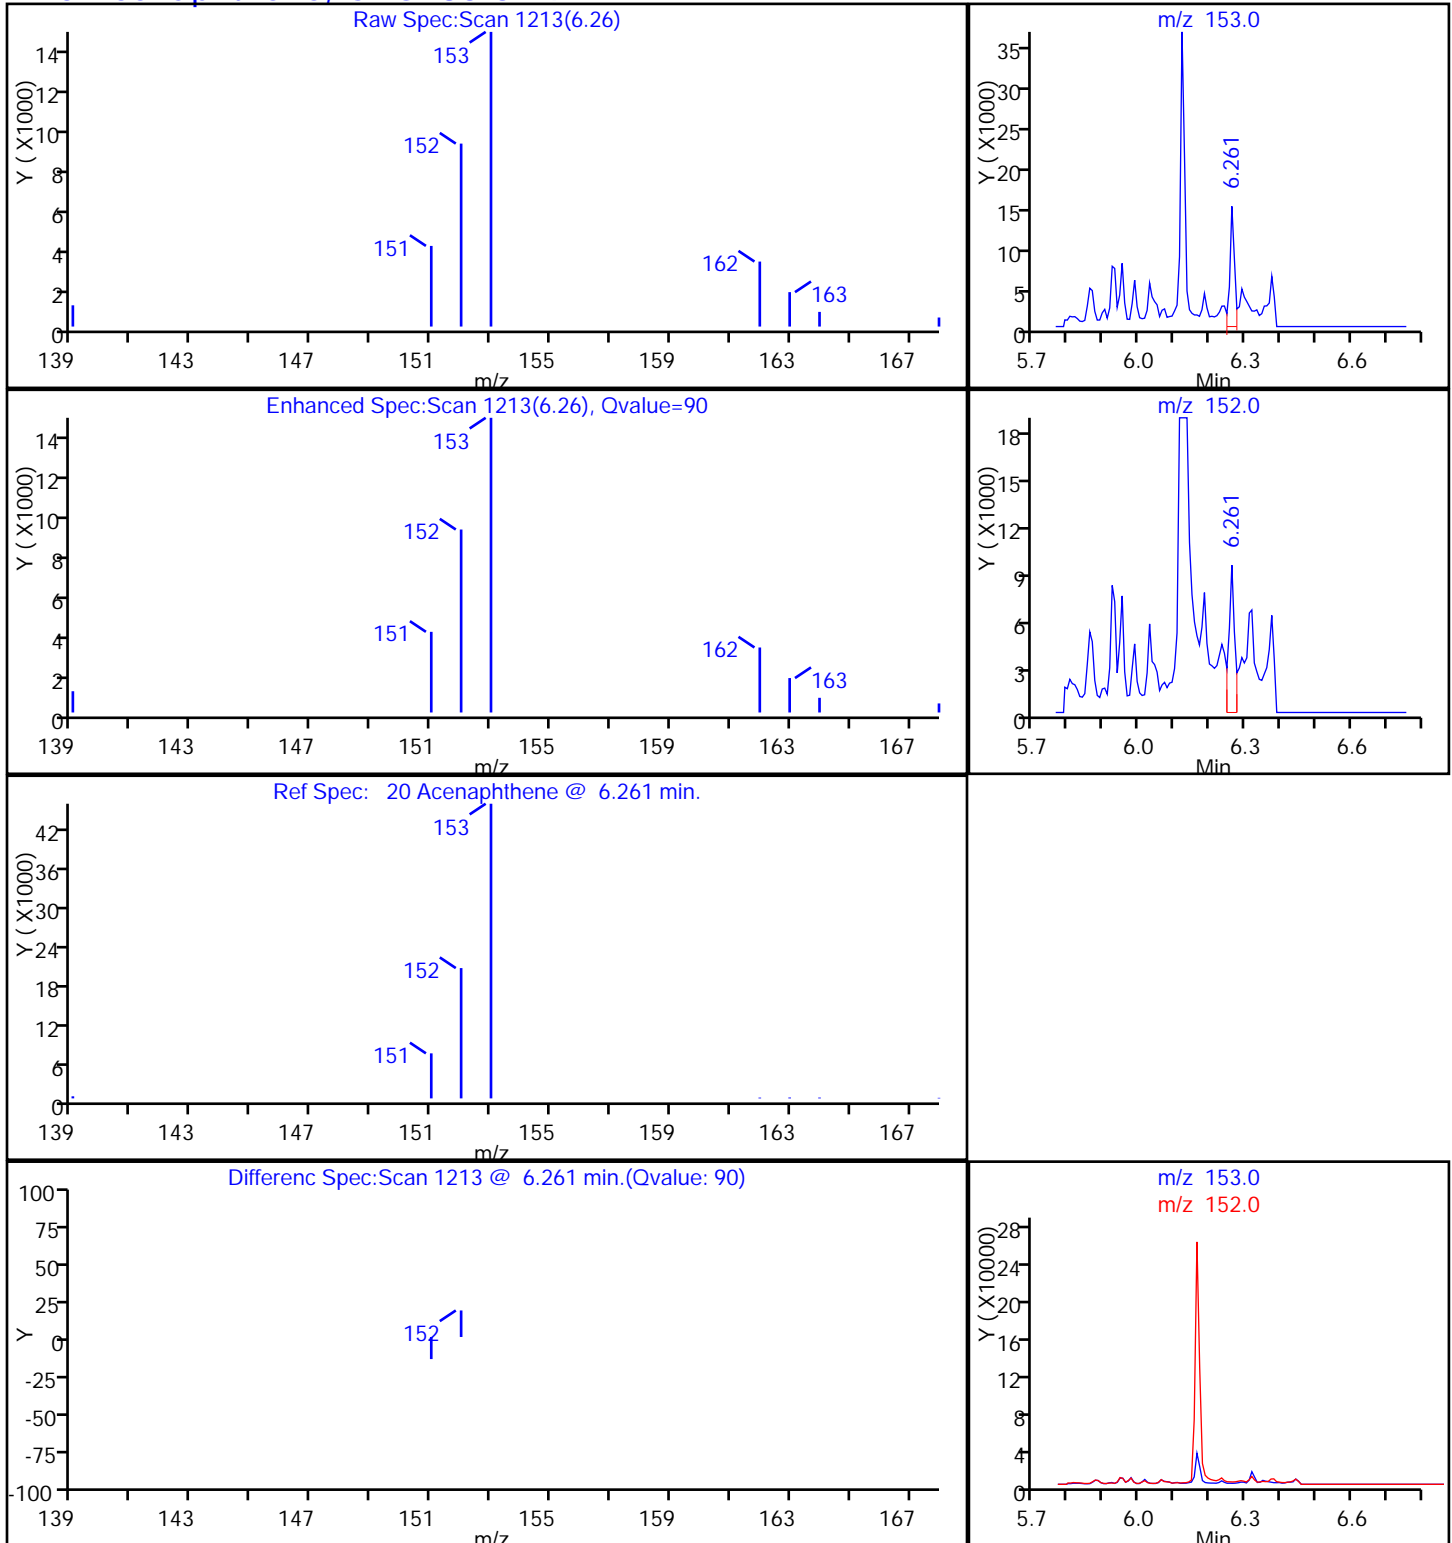 Raw Spec:Scan 1213(6.26)
Y ( X1000)
14
12
10
8
6
4
2
0
153
152
151
162
163
139 143 147 151 155 159 163 167
m/z
m/z 153.0
Y ( X1000)
35
30
25
20
15
10
5
0
6.261
5.7 6.0 6.3 6.6
Min
Enhanced Spec:Scan 1213(6.26), Qvalue=90
Y ( X1000)
14
12
10
8
6
4
2
0
153
152
151
162
163
139 143 147 151 155 159 163 167
m/z
m/z 152.0
Y ( X1000)
18
15
12
9
6
3
0
6.261
5.7 6.0 6.3 6.6
Min
Ref Spec: 20 Acenaphthene @ 6.261 min.
Y ( X1000)
42
36
30
24
18
12
6
0
153
152
151
139 143 147 151 155 159 163 167
m/z
Differenc Spec:Scan 1213 @ 6.261 min.(Qvalue: 90)
Y
100
75
50
25
0
-25
-50
-75
-100
152
139 143 147 151 155 159 163 167
m/z
m/z 153.0
m/z 152.0
Y ( X10000)
28
24
20
16
12
8
4
0
5.7 6.0 6.3 6.6
Min